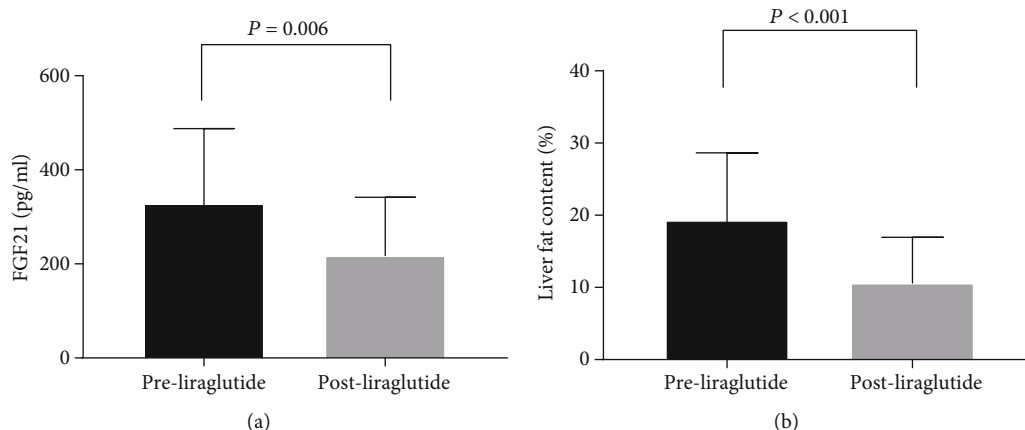 P = 0.006
600
400
200
0
FGF21 (pg/ml)
Pre-liraglutide
Post-liraglutide
(a)
P < 0.001
40
30
20
10
0
Liver fat content (%)
Pre-liraglutide
Post-liraglutide
(b)